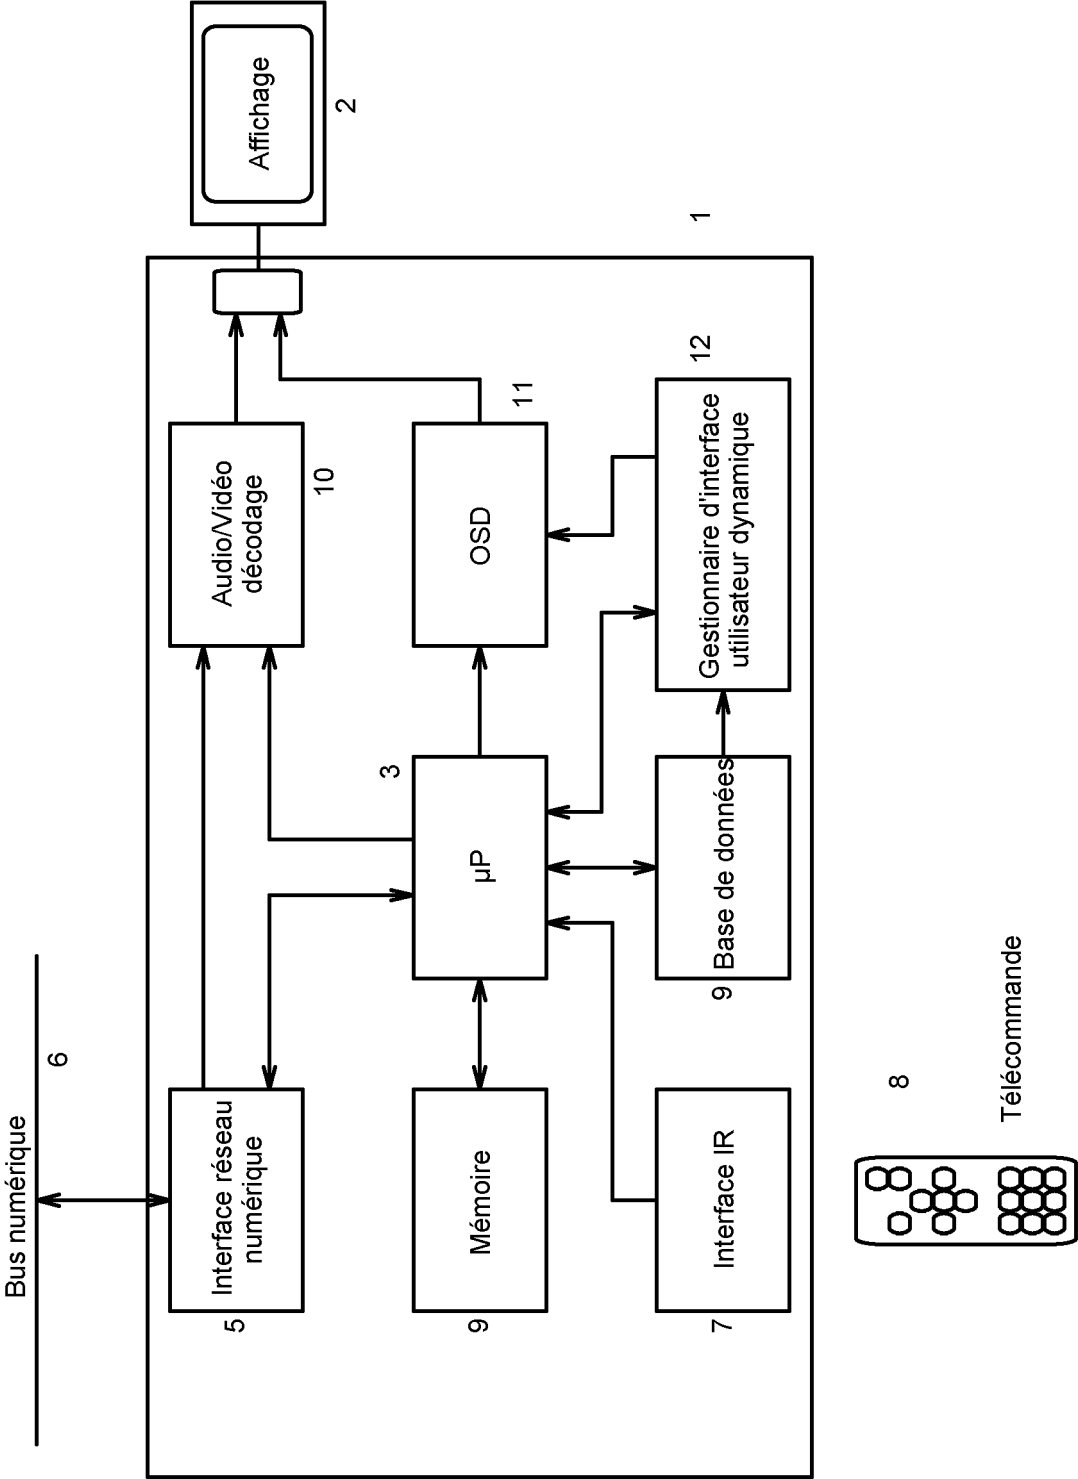 Bus numérique
6
Affichage
2
1
Interface réseau
numérique
5
Audio/Vidéo
décodage
10
Mémoire
9
µP
3
OSD
11
Interface IR
7
Base de données
9
Gestionnaire d'interface
utilisateur dynamique
12
8
Télécommande